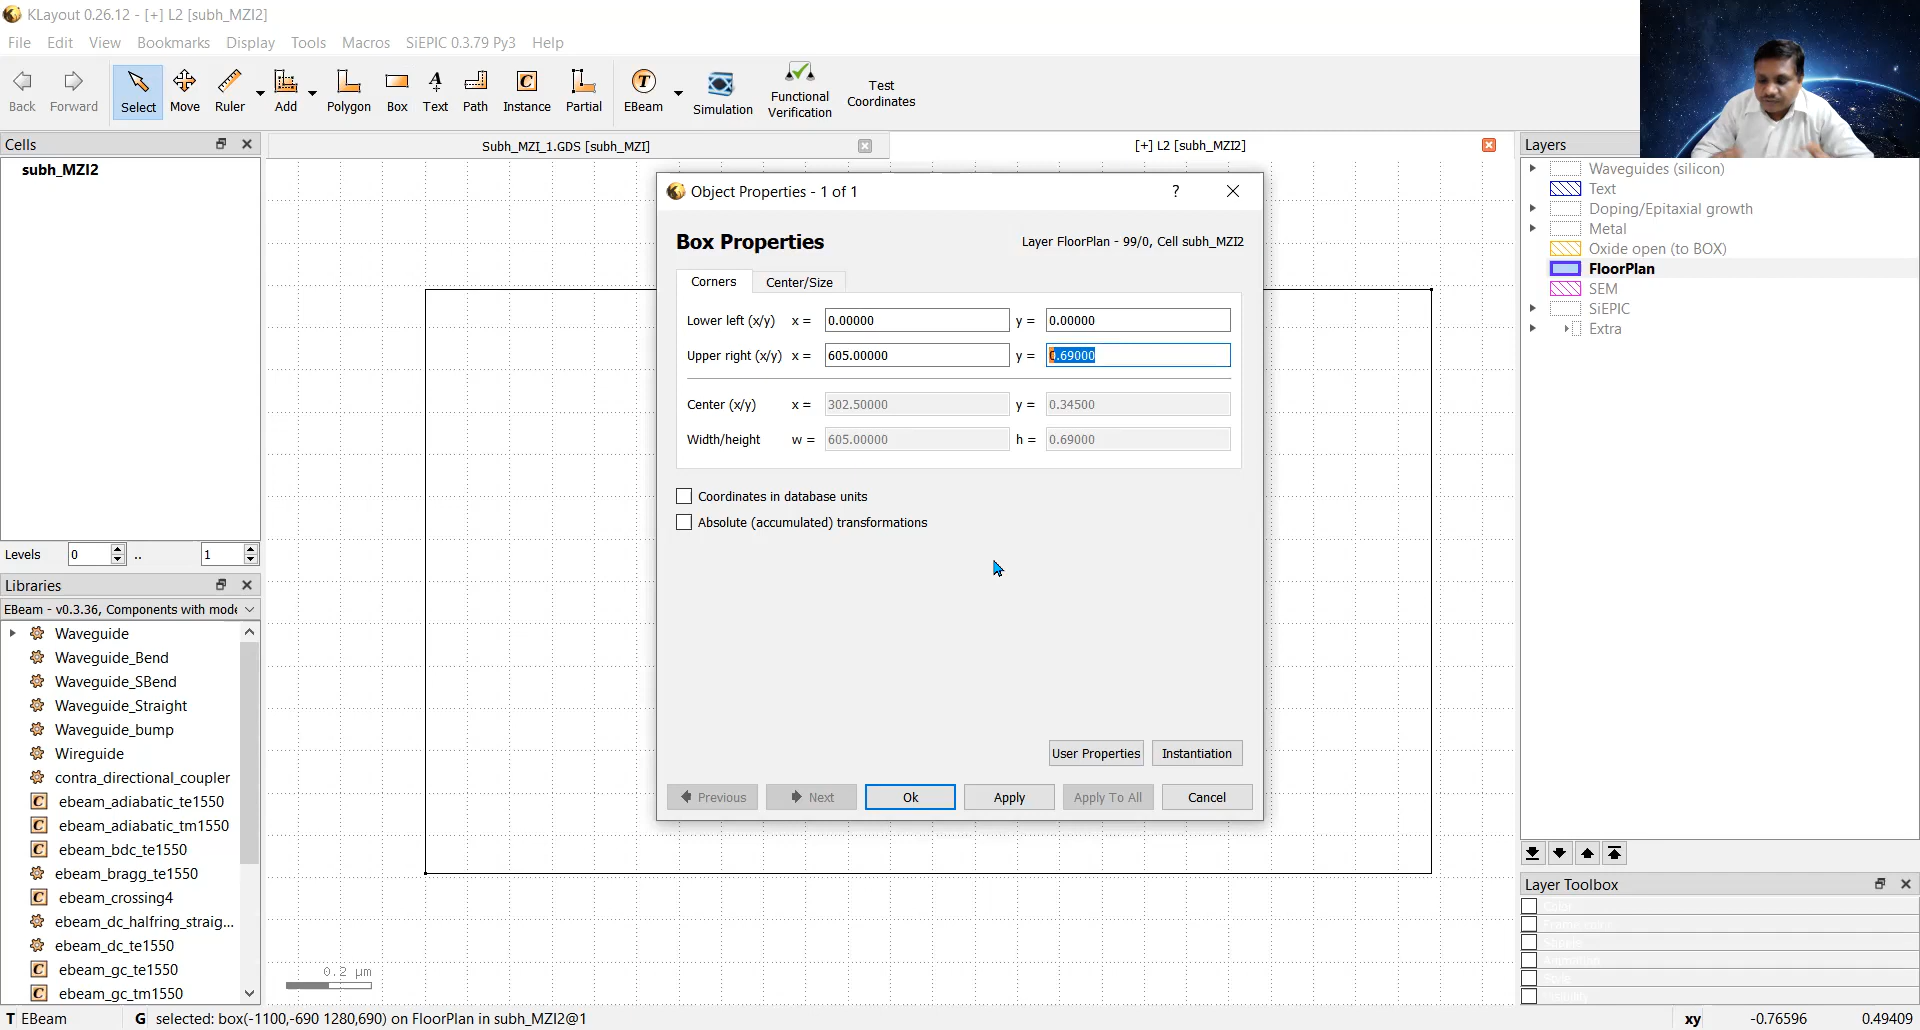 KLayout 0.26.12 - [+] L2 [subh_MZI2]
File Edit View Bookmarks Display Tools Macros SiEPIC 0.3.79 Py3 Help
Back Forward Select Move Ruler Add Polygon Box Text Path Instance Partial EBeam Simulation Functional Verification Test Coordinates
Cells
subh_MZI2
Levels 0 .. 1
Libraries
EBeam - v0.3.36, Components with mode
Waveguide
Waveguide_Bend
Waveguide_SBend
Waveguide_Straight
Waveguide_bump
Wireguide
contra_directional_coupler
ebeam_adiabatic_te1550
ebeam_adiabatic_tm1550
ebeam_bdc_te1550
ebeam_bragg_te1550
ebeam_crossing4
ebeam_dc_halfring_straig...
ebeam_dc_te1550
ebeam_gc_te1550
ebeam_gc_tm1550
Subh_MZI_1.GDS [subh_MZI]
[+] L2 [subh_MZI2]
Object Properties - 1 of 1 ?
Box Properties
Layer FloorPlan - 99/0, Cell subh_MZI2
Corners Center/Size
Lower left (x/y) x = 0.00000 y = 0.00000
Upper right (x/y) x = 605.00000 y = 0.69000
Center (x/y) x = 302.50000 y = 0.34500
Width/height w = 605.00000 h = 0.69000
Coordinates in database units
Absolute (accumulated) transformations
User Properties Instantiation
Previous Next Ok Apply Apply To All Cancel
0.2 µm
Layers
Waveguides (silicon)
Text
Doping/Epitaxial growth
Metal
Oxide open (to BOX)
FloorPlan
SEM
SiEPIC
Extra
Layer Toolbox
T EBeam G selected: box(-1100,-690 1280,690) on FloorPlan in subh_MZI2@1 xy -0.76596 0.49409